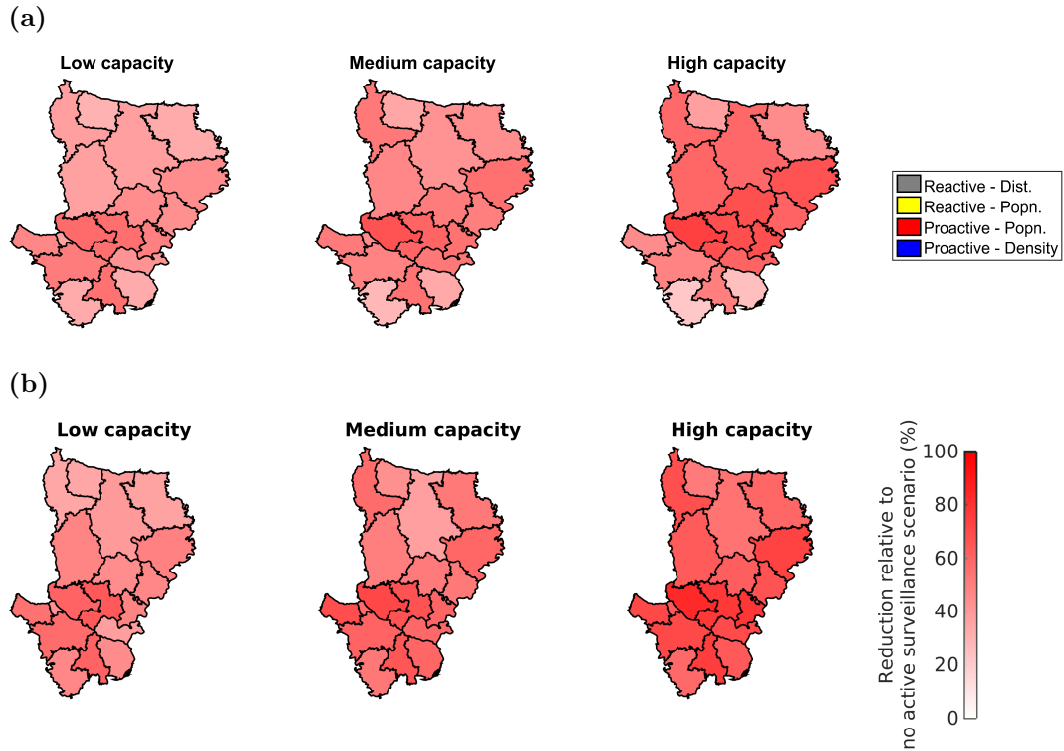 (a)
Low capacity
Medium capacity
High capacity
Reactive - Dist.
Reactive - Popn.
Proactive - Popn.
Proactive - Density
(b)
Low capacity
Medium capacity
High capacity
Reduction relative to
no active surveillance scenario (%)
100
80
60
40
20
0